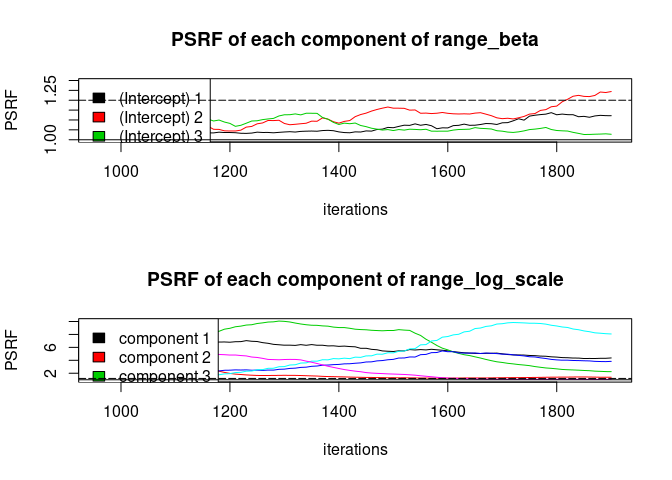 PSRF of each component of range_beta
PSRF
1.00 1.25
(Intercept) 1
(Intercept) 2
(Intercept) 3
1000 1200 1400 1600 1800
iterations
PSRF of each component of range_log_scale
PSRF
2 6
component 1
component 2
component 3
1000 1200 1400 1600 1800
iterations